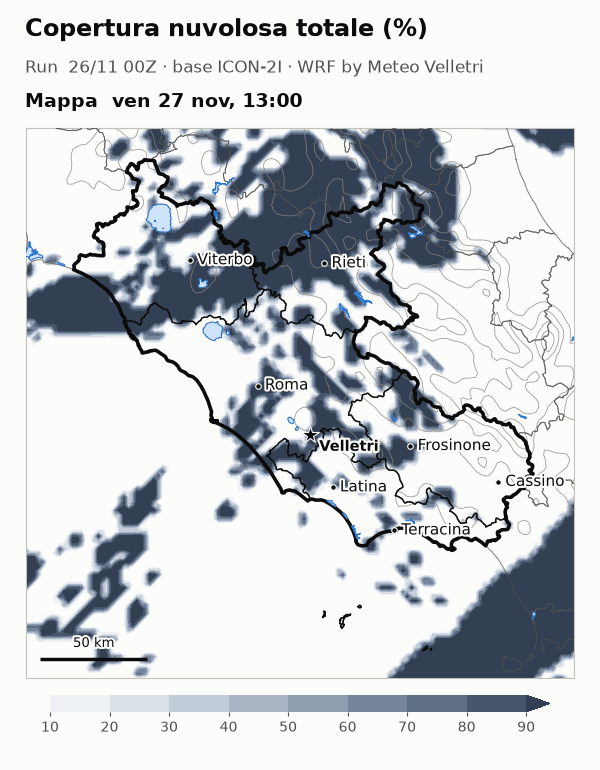 Copertura nuvolosa totale (%)
Run  26/11 00Z · base ICON-2I · WRF by Meteo Velletri
Mappa  ven 27 nov, 13:00
Viterbo
Rieti
Roma
Velletri
Frosinone
Cassino
Latina
Terracina
50 km
10 20 30 40 50 60 70 80 90